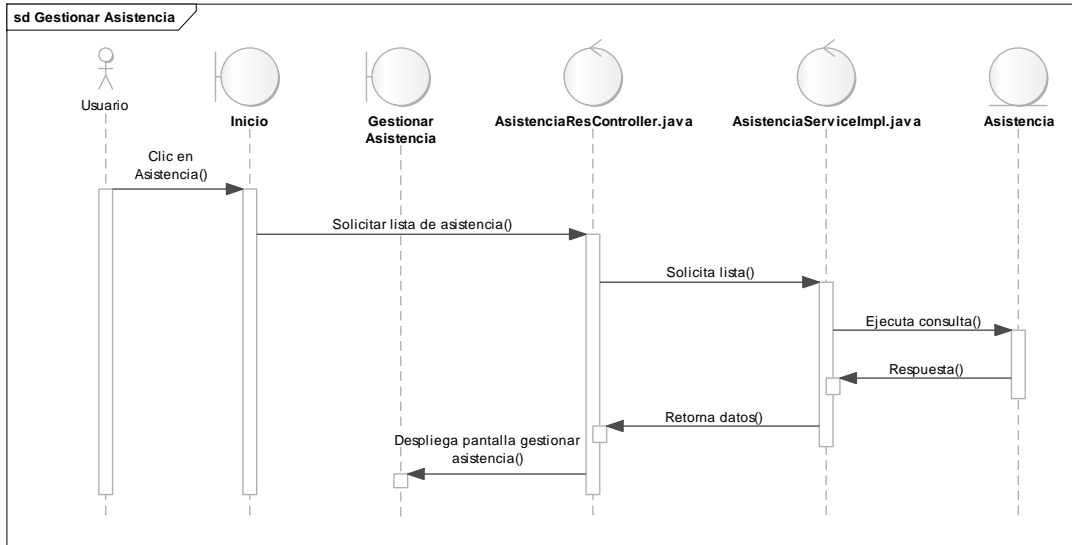 sd Gestionar Asistencia
Usuario
Inicio
Gestionar
Asistencia
AsistenciaResController.java
AsistenciaServiceImpl.java
Asistencia
Clic en
Asistencia()
Solicitar lista de asistencia()
Solicita lista()
Ejecuta consulta()
Respuesta()
Retorna datos()
Despliega pantalla gestionar
asistencia()